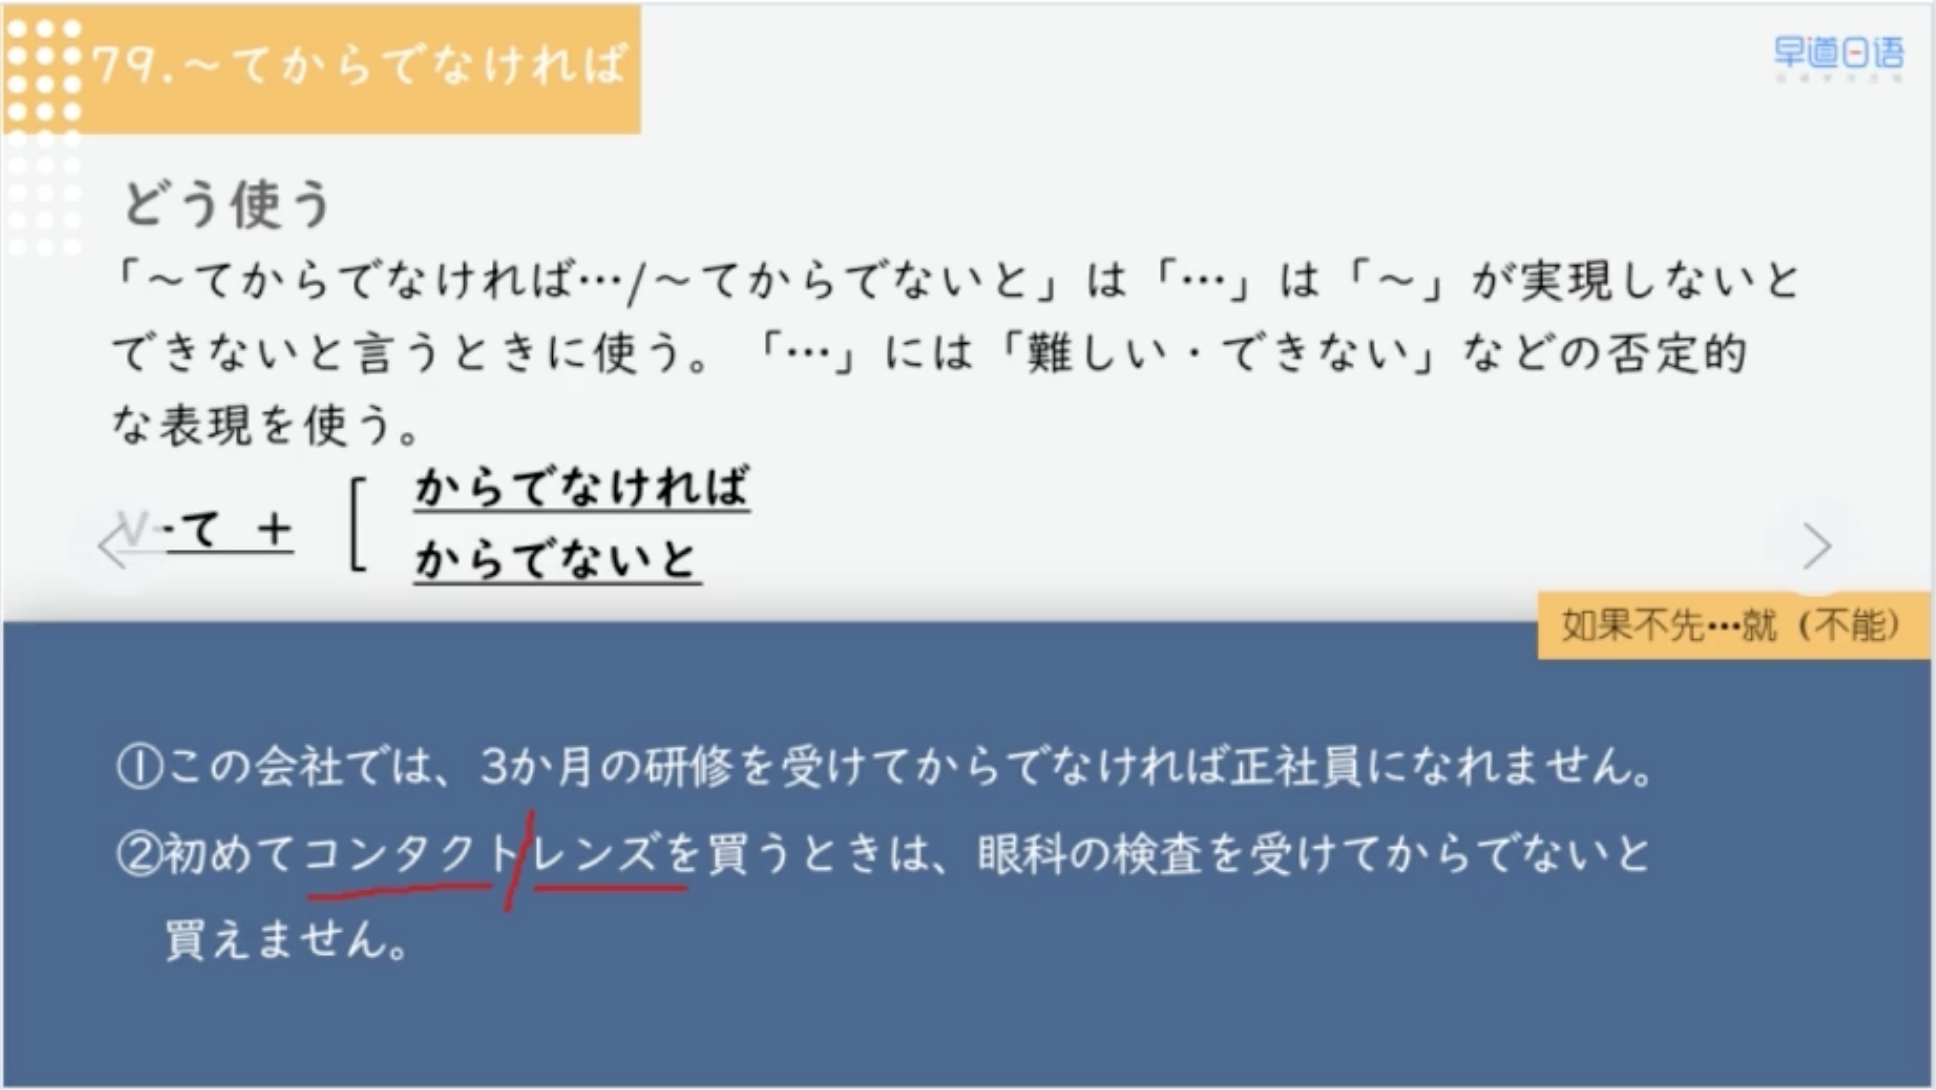 79.～てからでなければ
早道日语
どう使う
「～てからでなければ…/～てからでないと」は「…」は「～」が実現しないと
できないと言うときに使う。「…」には「難しい・できない」などの否定的
な表現を使う。
V-て ＋ [ からでなければ
からでないと
如果不先…就（不能）
①この会社では、3か月の研修を受けてからでなければ正社員になれません。
②初めてコンタクトレンズを買うときは、眼科の検査を受けてからでないと
買えません。